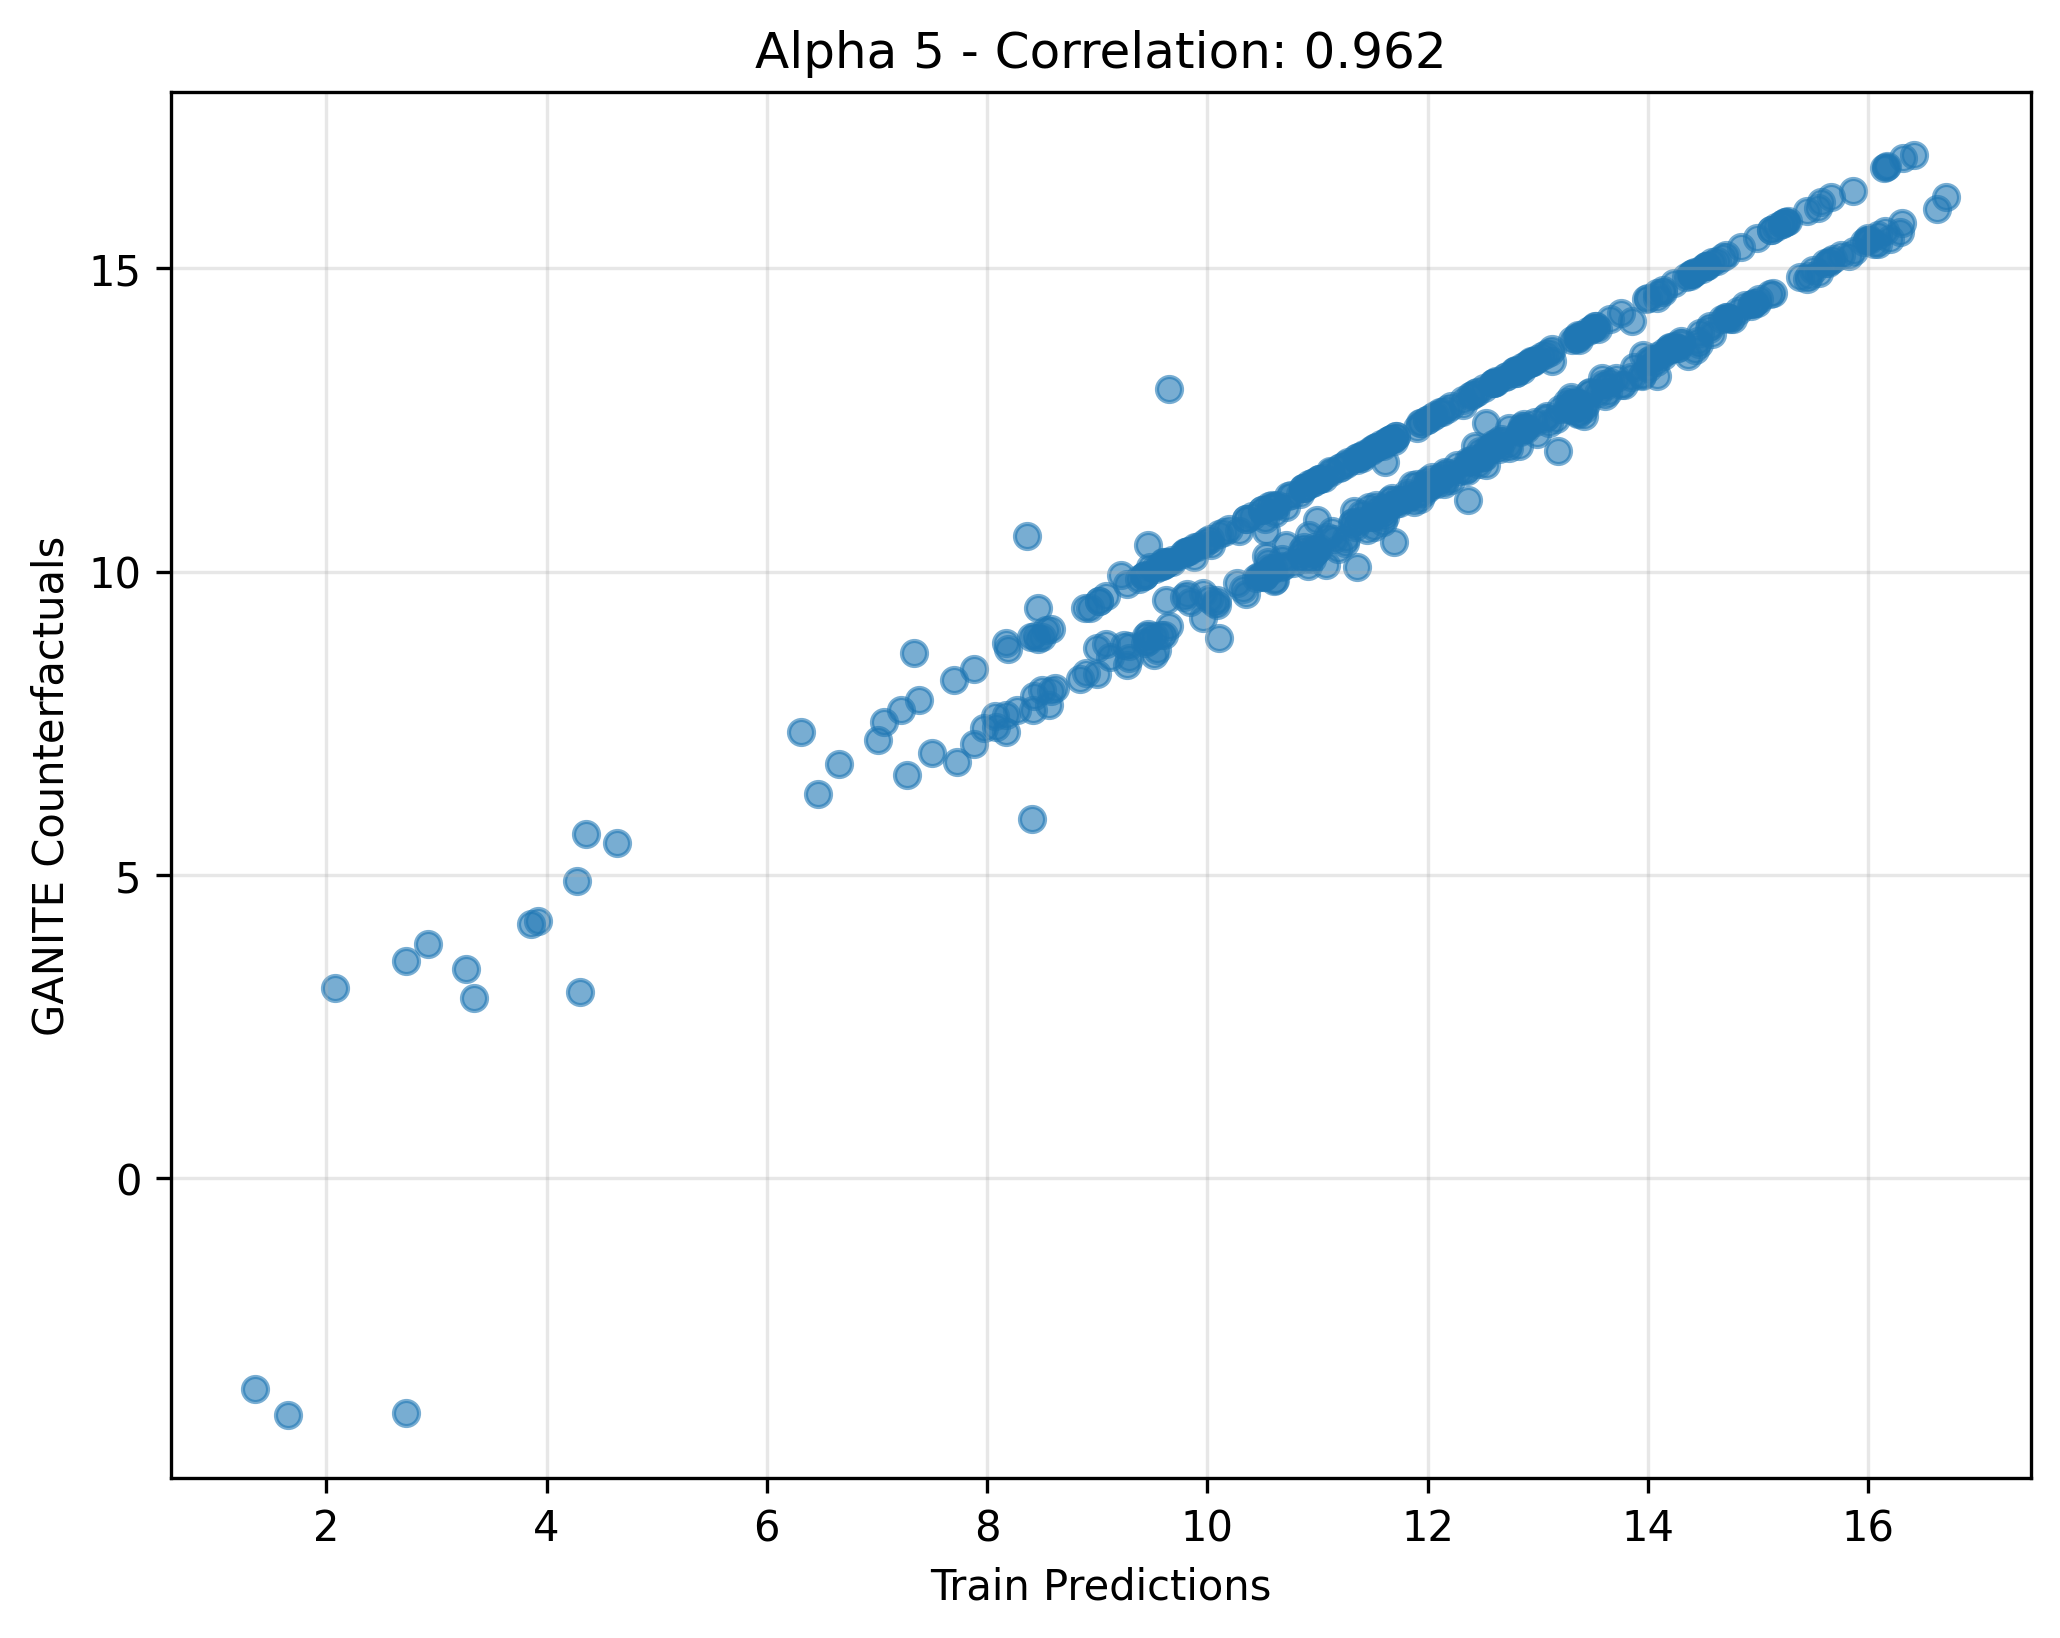 Alpha 5 - Correlation: 0.962
GANITE Counterfactuals
15
10
5
0
2 4 6 8 10 12 14 16
Train Predictions